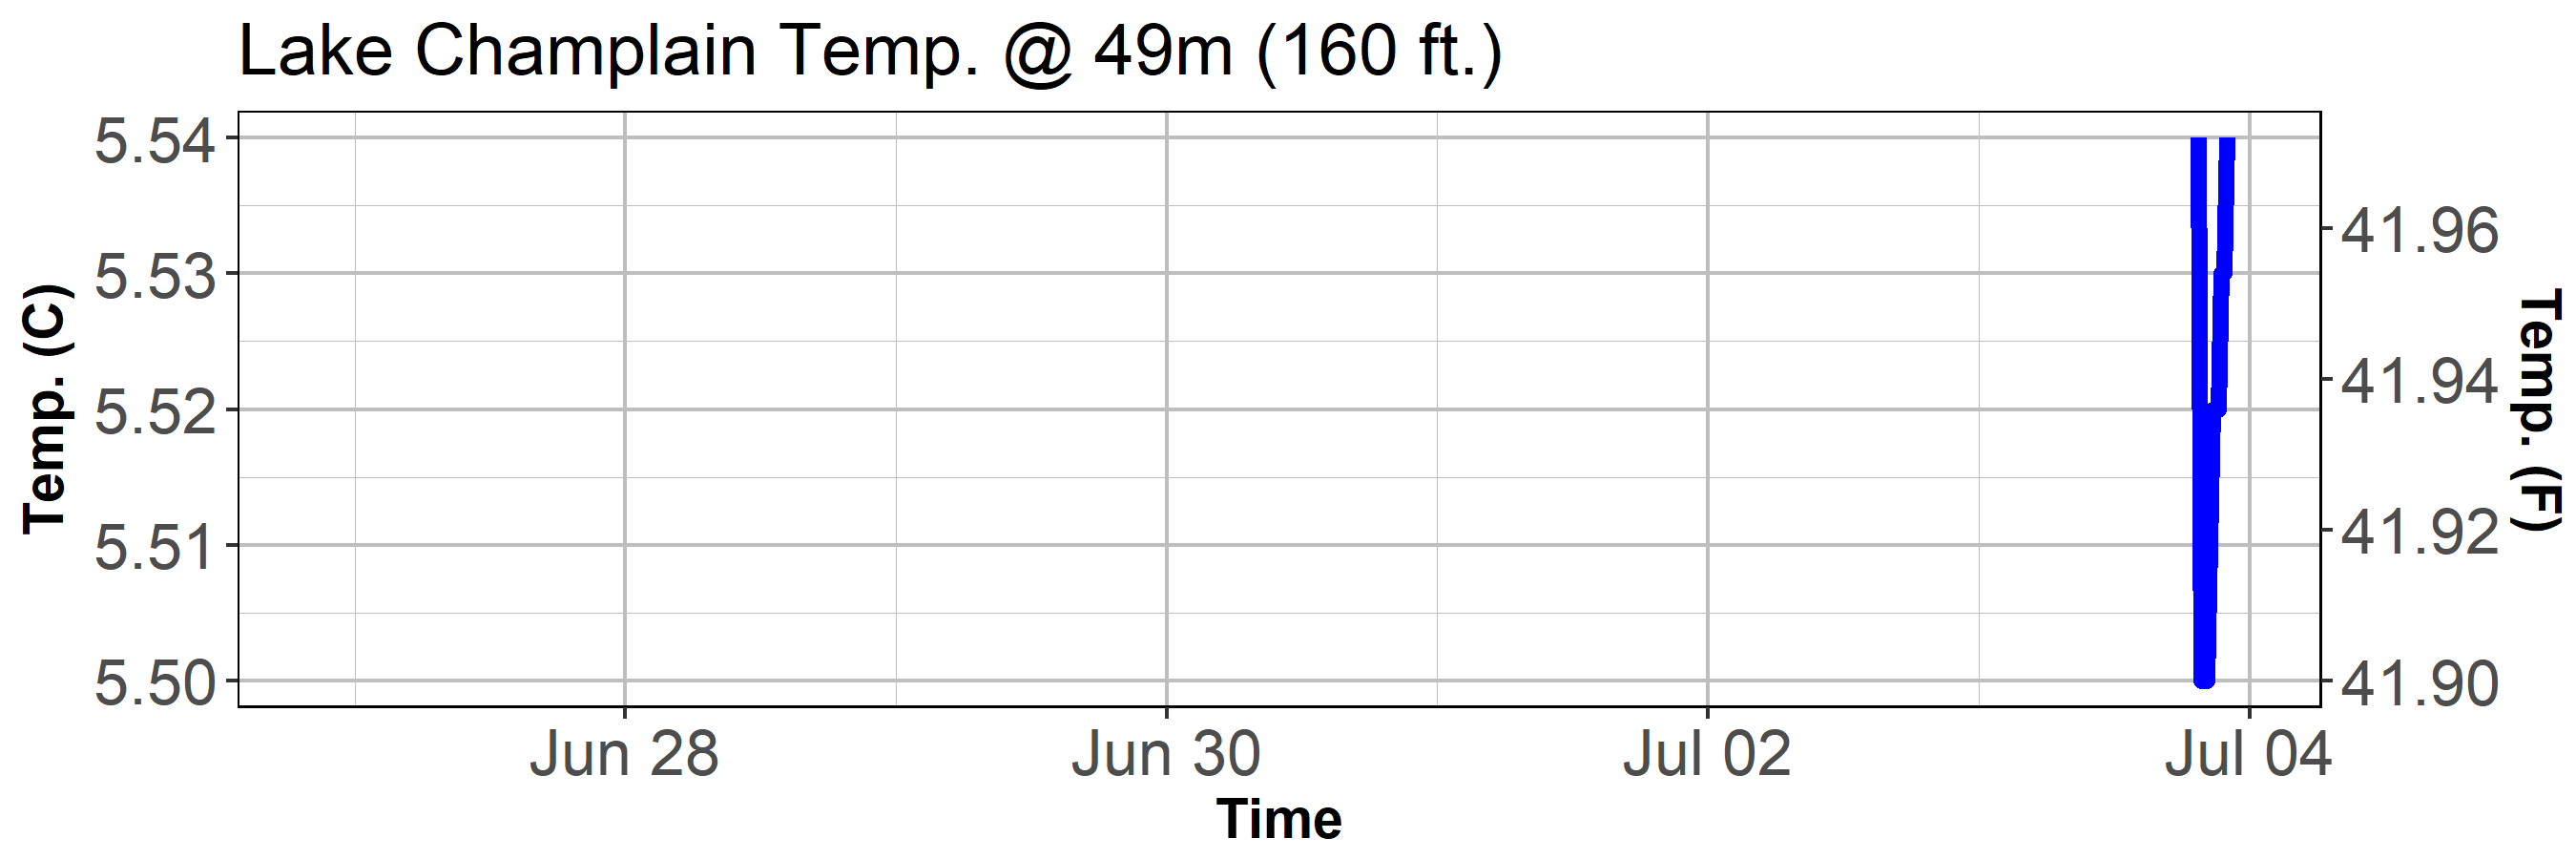 Lake Champlain Temp. @ 49m (160 ft.)
5.54
5.53
5.52
5.51
5.50
Temp. (C)
41.96
41.94
41.92
41.90
Temp. (F)
Jun 28 Jun 30 Jul 02 Jul 04
Time